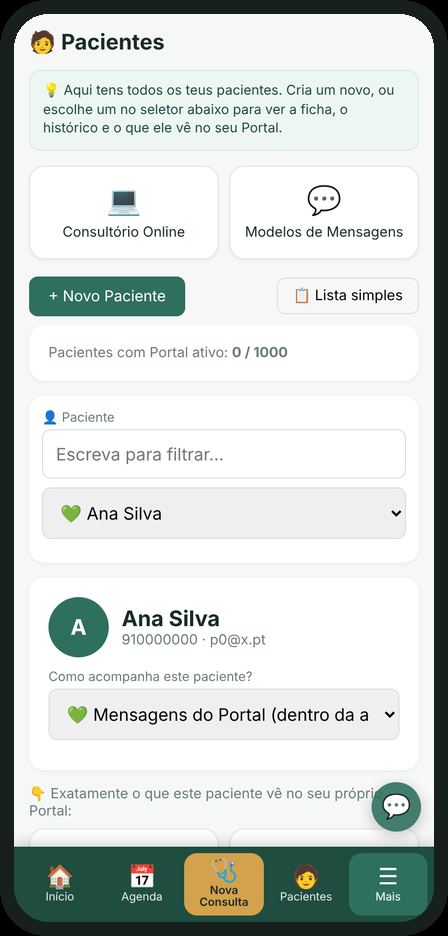 Pacientes
💡 Aqui tens todos os teus pacientes. Cria um novo, ou
escolhe um no seletor abaixo para ver a ficha, o
histórico e o que ele vê no seu Portal.
Consultório Online
Modelos de Mensagens
+ Novo Paciente
📋 Lista simples
Pacientes com Portal ativo: 0 / 1000
👤 Paciente
Escreva para filtrar...
💚 Ana Silva
A
Ana Silva
910000000 · p0@x.pt
Como acompanha este paciente?
💚 Mensagens do Portal (dentro da a
👇 Exatamente o que este paciente vê no seu próprio
Portal:
Início
Agenda
Nova
Consulta
Pacientes
Mais